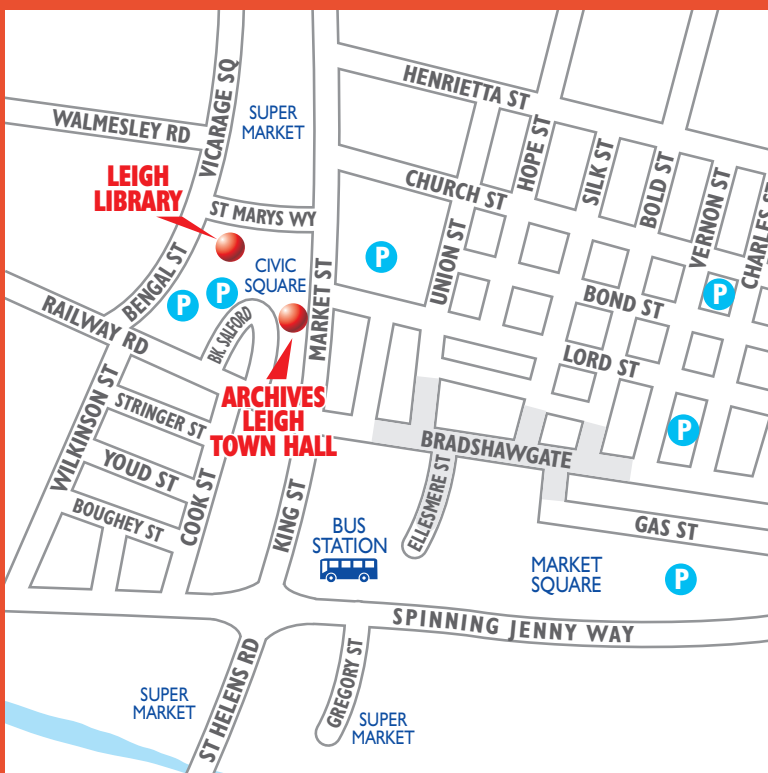 WALMESLEY RD
VICARAGE SQ
SUPER
MARKET
HENRIETTA ST
HOPE ST
SILK ST
BOLD ST
VERNON ST
CHARLES ST
LEIGH
LIBRARY
ST MARYS WY
CHURCH ST
UNION ST
BENGAL ST
CIVIC
SQUARE
MARKET ST
P
P
P
P
BOND ST
RAILWAY RD
BK. SALFORD
LORD ST
ARCHIVES
LEIGH
TOWN HALL
WILKINSON ST
STRINGER ST
P
BRADSHAWGATE
YOUD ST
COOK ST
ELLESMERE ST
BOUGHEY ST
KING ST
BUS
STATION
GAS ST
MARKET
SQUARE
P
SPINNING JENNY WAY
ST HELENS RD
GREGORY ST
SUPER
MARKET
SUPER
MARKET